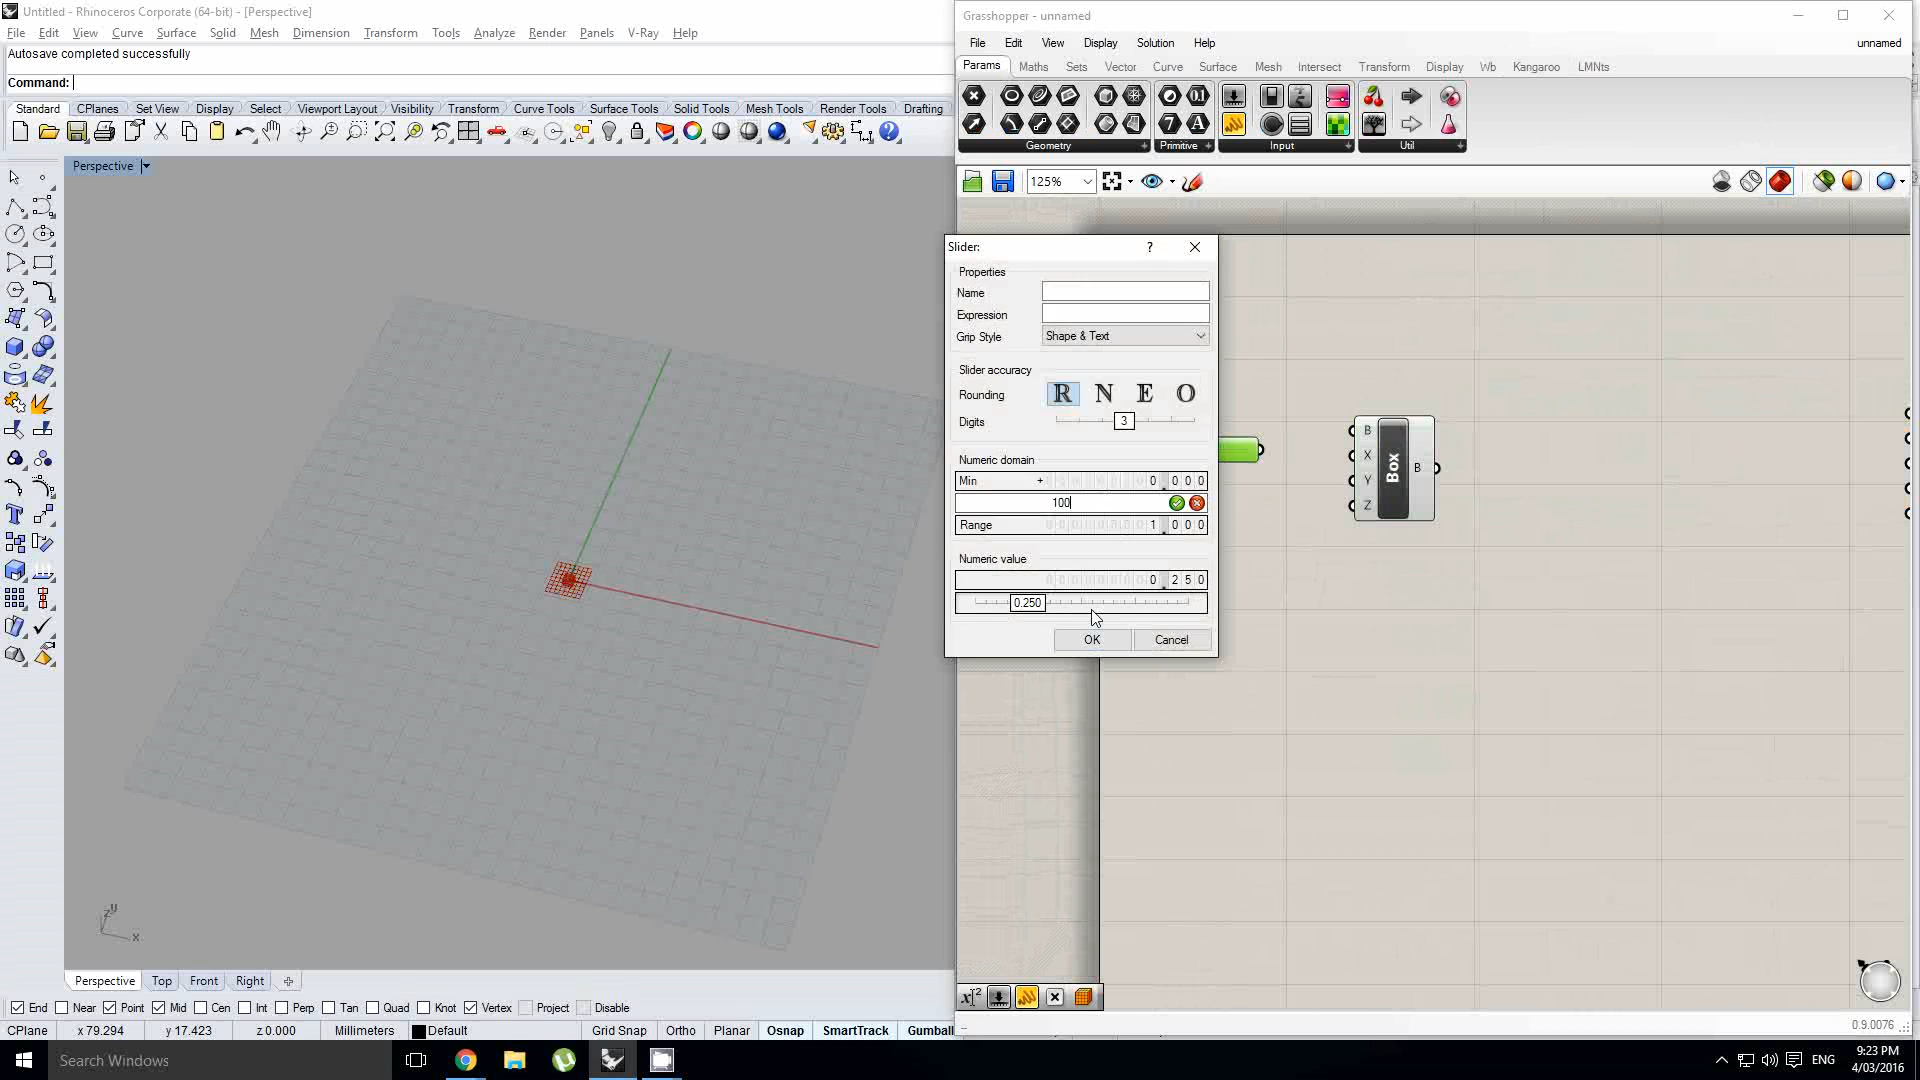 Untitled - Rhinoceros Corporate (64-bit) - [Perspective]
File Edit View Curve Surface Solid Mesh Dimension Transform Tools Analyze Render Panels V-Ray Help
Autosave completed successfully
Command:
Standard CPlanes Set View Display Select Viewport Layout Visibility Transform Curve Tools Surface Tools Solid Tools Mesh Tools Render Tools Drafting
Perspective
z y x
Perspective Top Front Right
End Near Point Mid Cen Int Perp Tan Quad Knot Vertex Project Disable
CPlane x 79.294 y 17.423 z 0.000 Millimeters Default Grid Snap Ortho Planar Osnap SmartTrack Gumball
Grasshopper - unnamed
File Edit View Display Solution Help unnamed
Params Maths Sets Vector Curve Surface Mesh Intersect Transform Display Wb Kangaroo LMNts
Geometry Primitive Input Util
125%
Slider:
Properties
Name
Expression
Grip Style Shape & Text
Slider accuracy
Rounding R N E O
Digits 3
Numeric domain
Min + 0.000
100
Range 1.000
Numeric value
0.250
0.250
OK Cancel
B
X
Y
Z
Box
B
0.9.0076
Search Windows
ENG
9:23 PM
4/03/2016